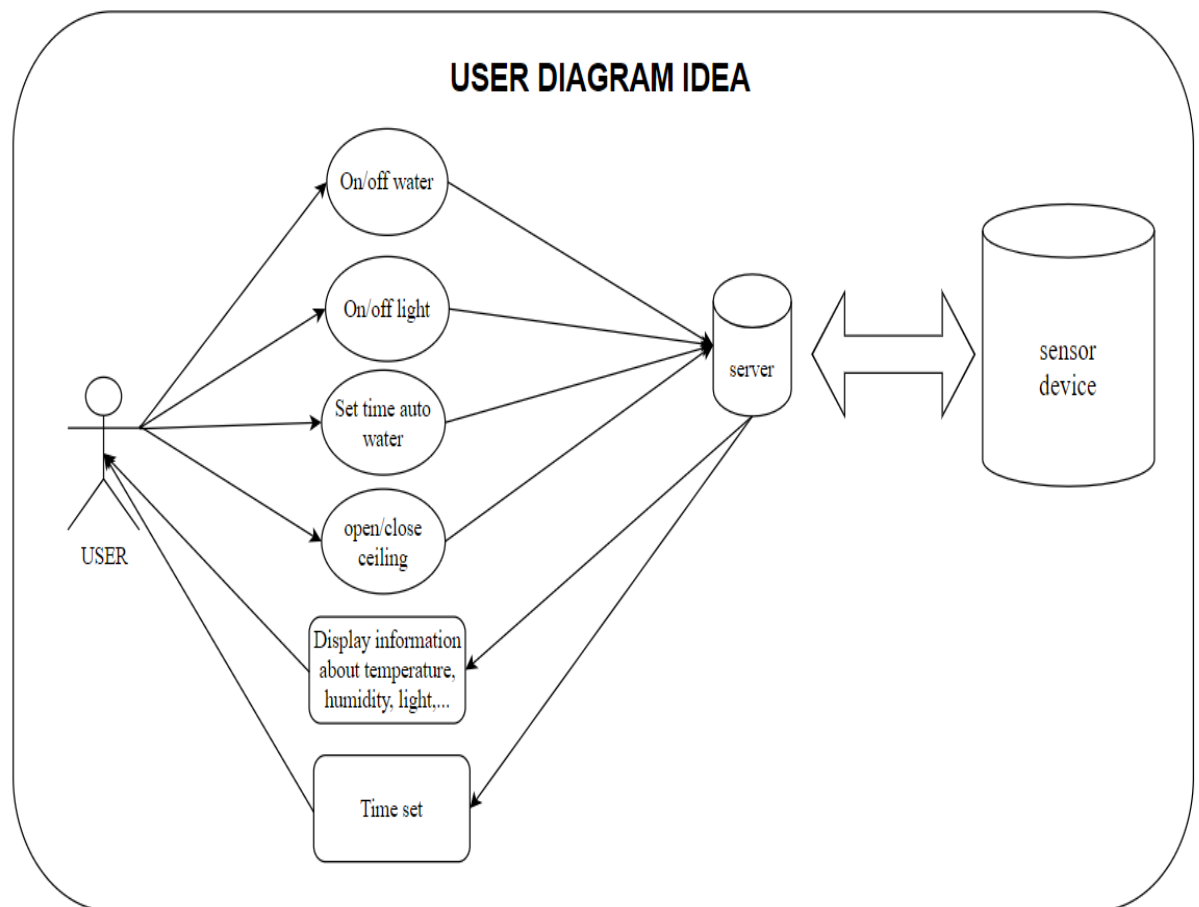 USER DIAGRAM IDEA
On/off water
On/off light
Set time auto
water
open/close
ceiling
Display information
about temperature,
humidity, light,...
Time set
USER
server
sensor
device